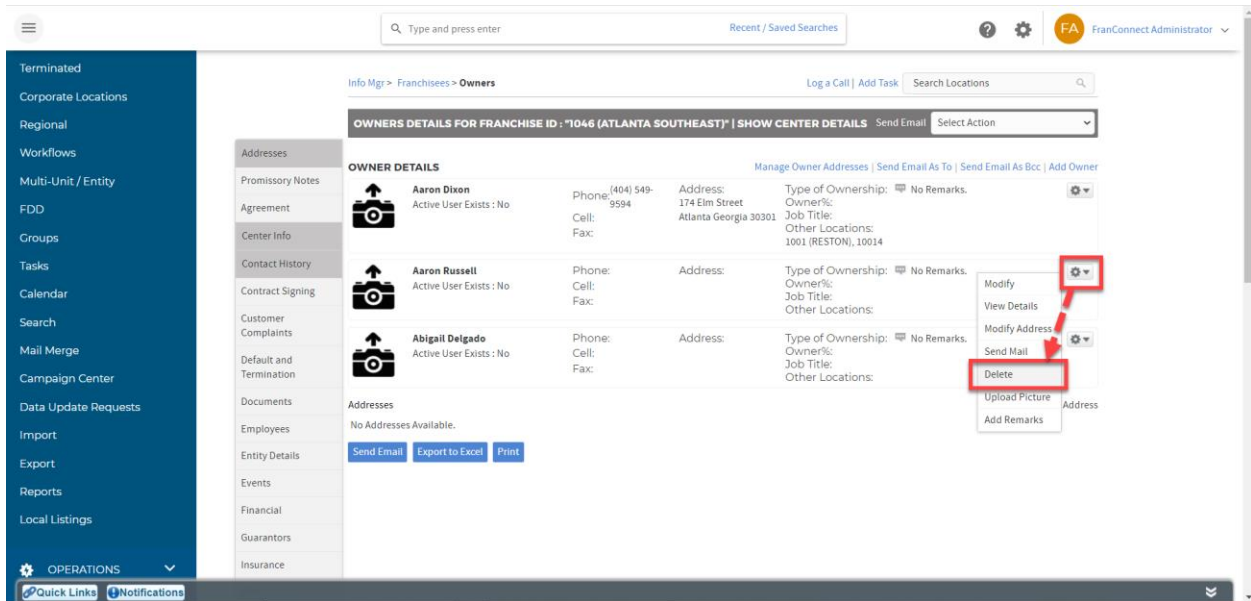 Type and press enter
Recent / Saved Searches
FA
FranConnect Administrator
Terminated
Corporate Locations
Regional
Workflows
Multi-Unit / Entity
FDD
Groups
Tasks
Calendar
Search
Mail Merge
Campaign Center
Data Update Requests
Import
Export
Reports
Local Listings
OPERATIONS
Addresses
Promissory Notes
Agreement
Center Info
Contact History
Contract Signing
Customer
Complaints
Default and
Termination
Documents
Employees
Entity Details
Events
Financial
Guarantors
Insurance
Info Mgr > Franchisees > Owners
Log a Call | Add Task
Search Locations
OWNERS DETAILS FOR FRANCHISE ID : "1046 (ATLANTA SOUTHEAST)" | SHOW CENTER DETAILS Send Email Select Action
OWNER DETAILS
Manage Owner Addresses | Send Email As To | Send Email As Bcc | Add Owner
Aaron Dixon
Active User Exists : No
Phone: (404) 549-
9594
Cell:
Fax:
Address:
174 Elm Street
Atlanta Georgia 30301
Type of Ownership: No Remarks.
Owner%:
Job Title:
Other Locations:
1001 (RESTON), 10014
Aaron Russell
Active User Exists : No
Phone:
Cell:
Fax:
Address:
Type of Ownership: No Remarks.
Owner%:
Job Title:
Other Locations:
Modify
View Details
Modify Address
Send Mail
Delete
Upload Picture
Add Remarks
Abigail Delgado
Active User Exists : No
Phone:
Cell:
Fax:
Address:
Type of Ownership: No Remarks.
Owner%:
Job Title:
Other Locations:
Addresses
Address
No Addresses Available.
Send Email Export to Excel Print
Quick Links Notifications